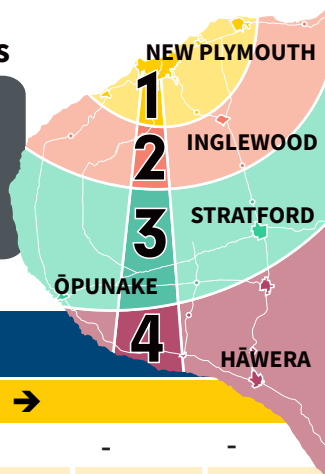 S
NEW PLYMOUTH
1
2
INGLEWOOD
3
STRATFORD
ŌPUNAKE
4
HĀWERA
➔
- -